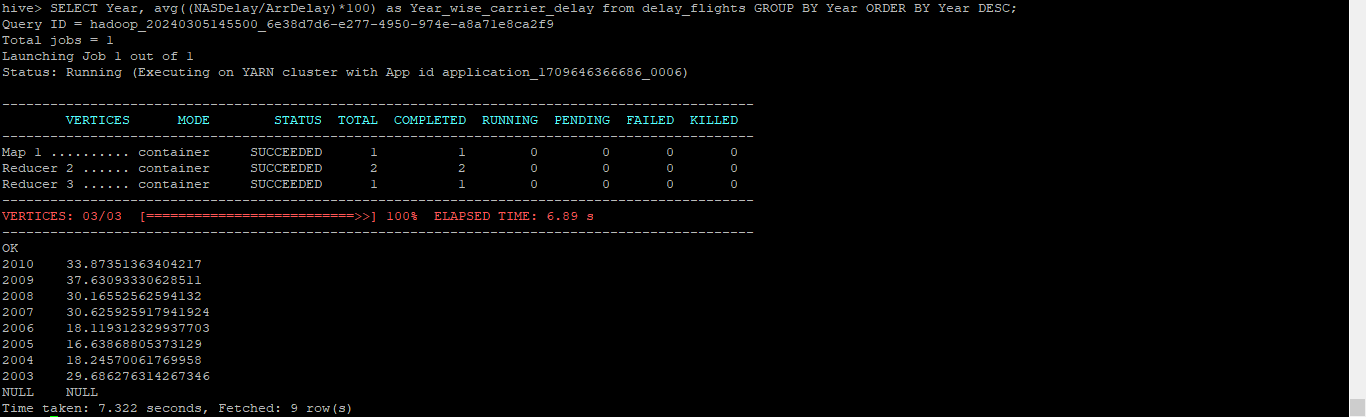 hive> SELECT Year, avg((NASDelay/ArrDelay)*100) as Year_wise_carrier_delay from delay_flights GROUP BY Year ORDER BY Year DESC;
Query ID = hadoop_20240305145500_6e38d7d6-e277-4950-974e-a8a71e8ca2f9
Total jobs = 1
Launching Job 1 out of 1
Status: Running (Executing on YARN cluster with App id application_1709646366686_0006)
----------------------------------------------------------------------------------------------
        VERTICES      MODE        STATUS  TOTAL  COMPLETED  RUNNING  PENDING  FAILED  KILLED
----------------------------------------------------------------------------------------------
Map 1 .......... container     SUCCEEDED      1          1        0        0       0       0
Reducer 2 ...... container     SUCCEEDED      2          2        0        0       0       0
Reducer 3 ...... container     SUCCEEDED      1          1        0        0       0       0
----------------------------------------------------------------------------------------------
VERTICES: 03/03  [==========================>>] 100%  ELAPSED TIME: 6.89 s
----------------------------------------------------------------------------------------------
OK
2010    33.87351363404217
2009    37.63093330628511
2008    30.16552562594132
2007    30.625925917941924
2006    18.119312329937703
2005    16.63868805373129
2004    18.24570061769958
2003    29.686276314267346
NULL    NULL
Time taken: 7.322 seconds, Fetched: 9 row(s)